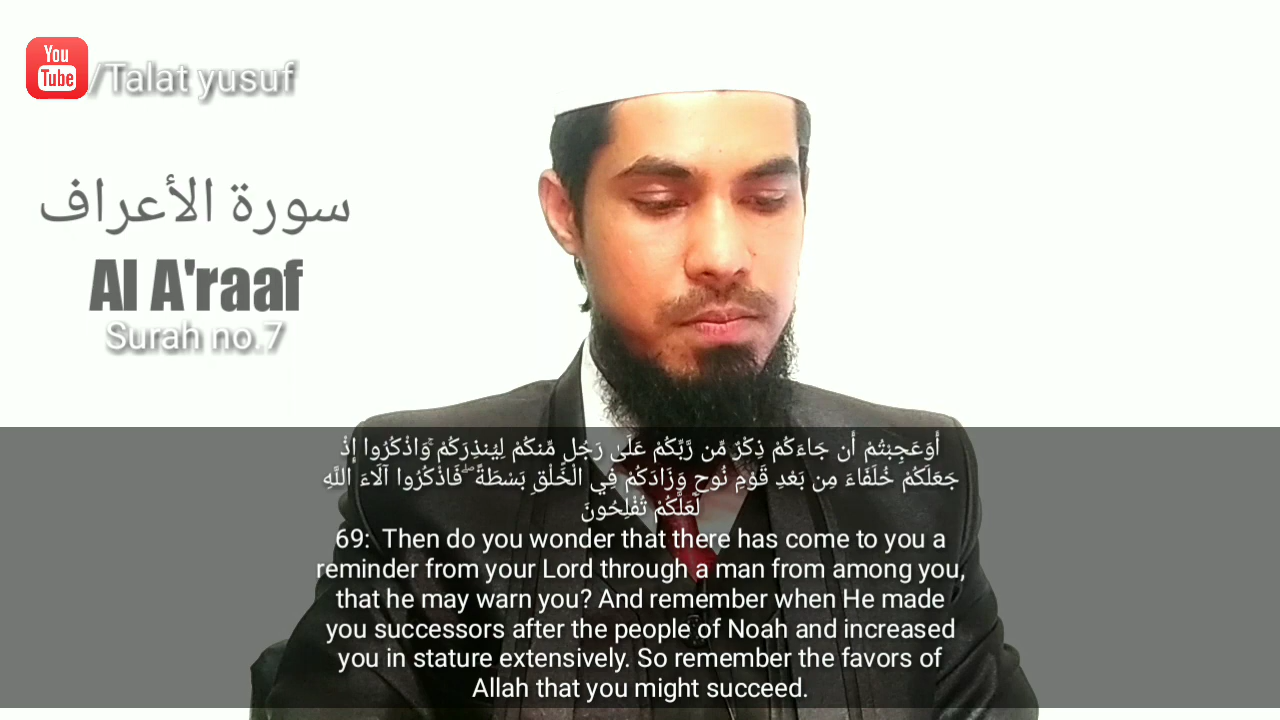 You
Tube
/Talat yusuf
سورة الأعراف
Al A'raaf
Surah no.7
أَوَعَجِبْتُمْ أَن جَاءَكُمْ ذِكْرٌ مِّن رَّبِّكُمْ عَلَىٰ رَجُلٍ مِّنكُمْ لِيُنذِرَكُمْ ۚ وَاذْكُرُوا إِذْ
جَعَلَكُمْ خُلَفَاءَ مِن بَعْدِ قَوْمِ نُوحٍ وَزَادَكُمْ فِي الْخَلْقِ بَسْطَةً ۖ فَاذْكُرُوا آلَاءَ اللَّهِ
لَعَلَّكُمْ تُفْلِحُونَ
69:  Then do you wonder that there has come to you a
reminder from your Lord through a man from among you,
that he may warn you? And remember when He made
you successors after the people of Noah and increased
you in stature extensively. So remember the favors of
Allah that you might succeed.